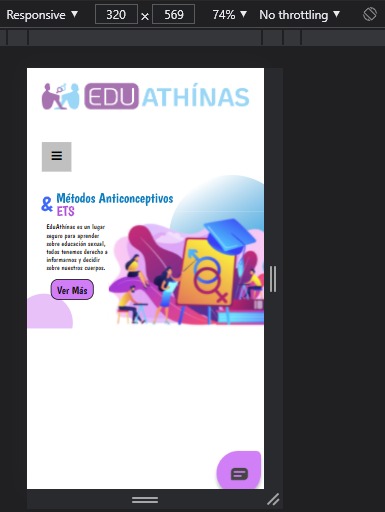 Responsive ▼ 320 × 569 74% ▼ No throttling ▼
EDUATHÍNAS
& Métodos Anticonceptivos
ETS
EduAthínas es un lugar
seguro para aprender
sobre educación sexual,
todos tenemos derecho a
informarnos y decidir
sobre nuestros cuerpos.
Ver Más